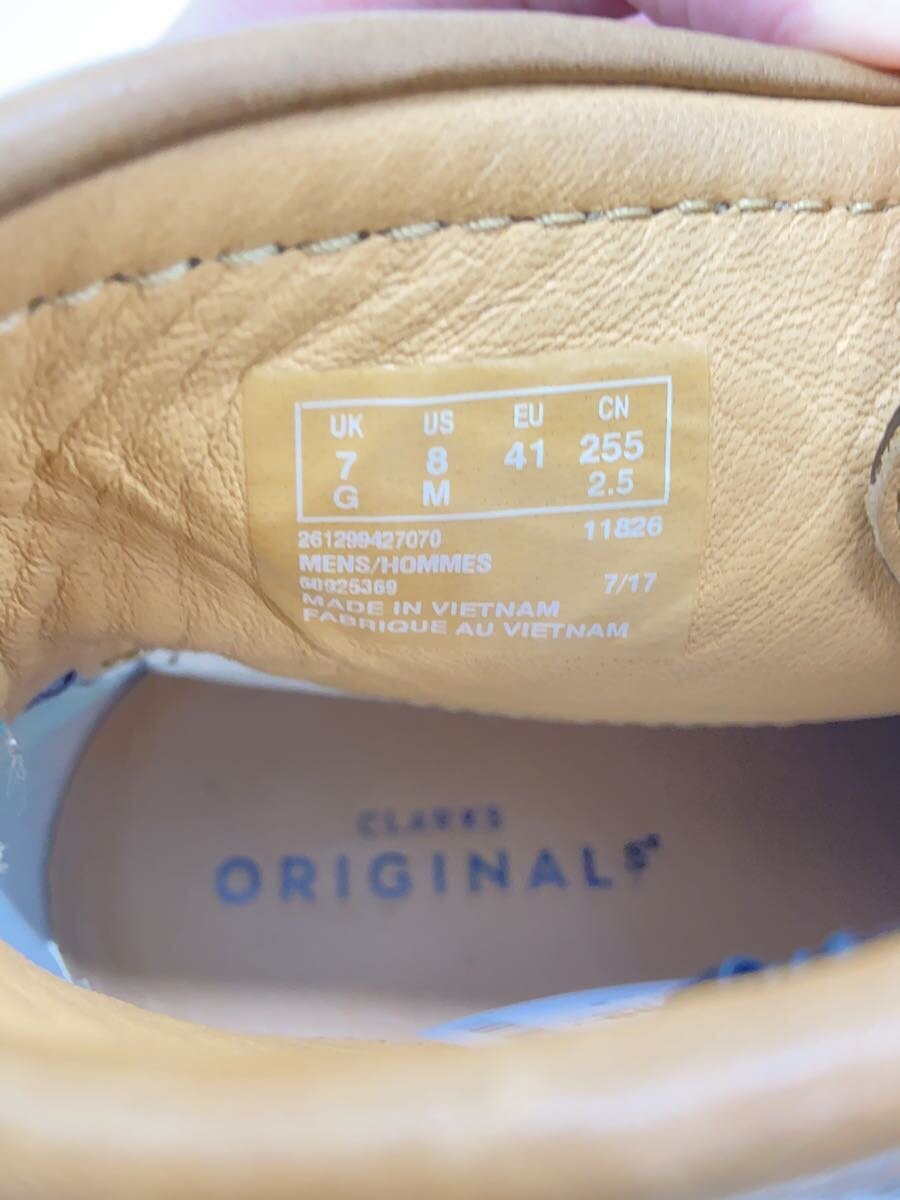 UK US EU CN
7 8 41 255
G M 2.5
261299427070 11826
MENS/HOMMES
60925369 7/17
MADE IN VIETNAM
FABRIQUE AU VIETNAM
CLARKS
ORIGINALS